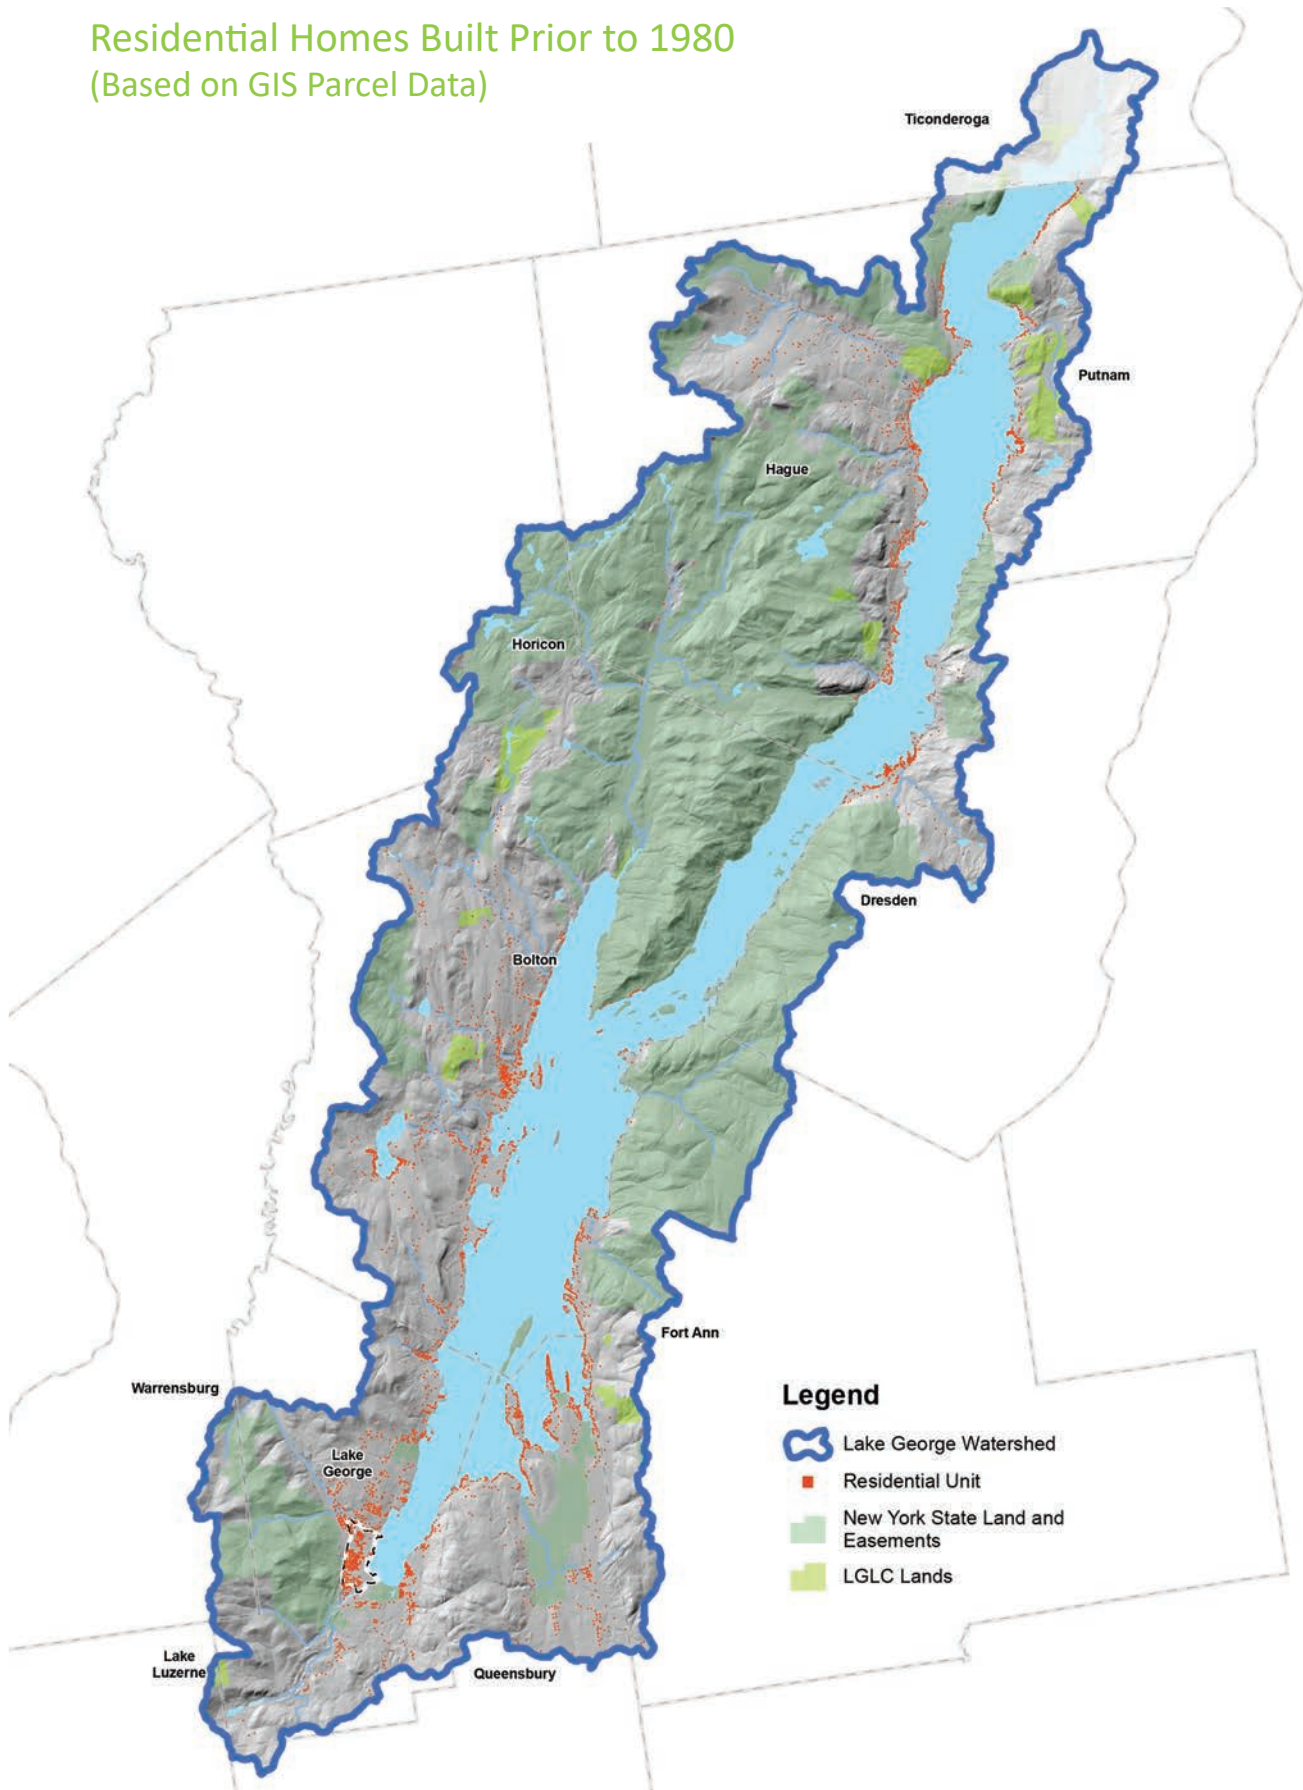 Residential Homes Built Prior to 1980
(Based on GIS Parcel Data)
Ticonderoga
Putnam
Hague
Horicon
Dresden
Bolton
Fort Ann
Warrensburg
Lake
George
Lake
Luzerne
Queensbury
Legend
Lake George Watershed
Residential Unit
New York State Land and
Easements
LGLC Lands